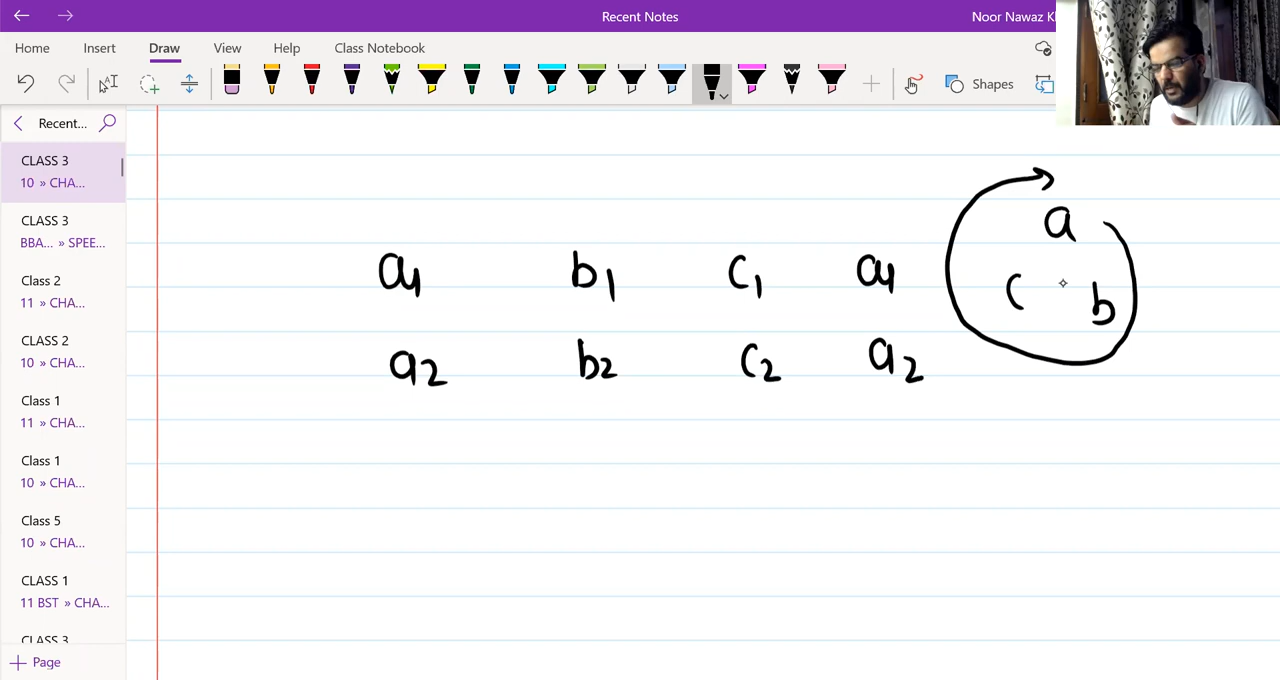 Recent Notes
Noor Nawaz
Home Insert Draw View Help Class Notebook
Shapes
Recent...
CLASS 3
10 » CHA...
CLASS 3
BBA... » SPEE...
Class 2
11 » CHA...
CLASS 2
10 » CHA...
Class 1
11 » CHA...
Class 1
10 » CHA...
Class 5
10 » CHA...
CLASS 1
11 BST » CHA...
CLASS 3
Page
a1 b1 c1 a1
a2 b2 c2 a2
a
c b